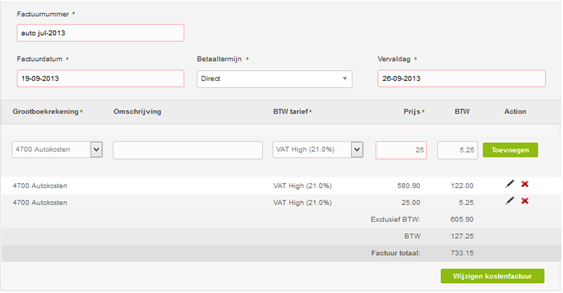 Factuurnummer *
auto jul-2013
Factuurdatum * Betaaltermijn * Vervaldag *
19-09-2013 Direct 26-09-2013
Grootboekrekening * Omschrijving BTW tarief * Prijs * BTW Action
4700 Autokosten VAT High (21.0%) 25 5.25 Toevoegen
4700 Autokosten VAT High (21.0%) 580.90 122.00
4700 Autokosten VAT High (21.0%) 25.00 5.25
Exclusief BTW: 605.90
BTW 127.25
Factuur totaal: 733.15
Wijzigen kostenfactuur